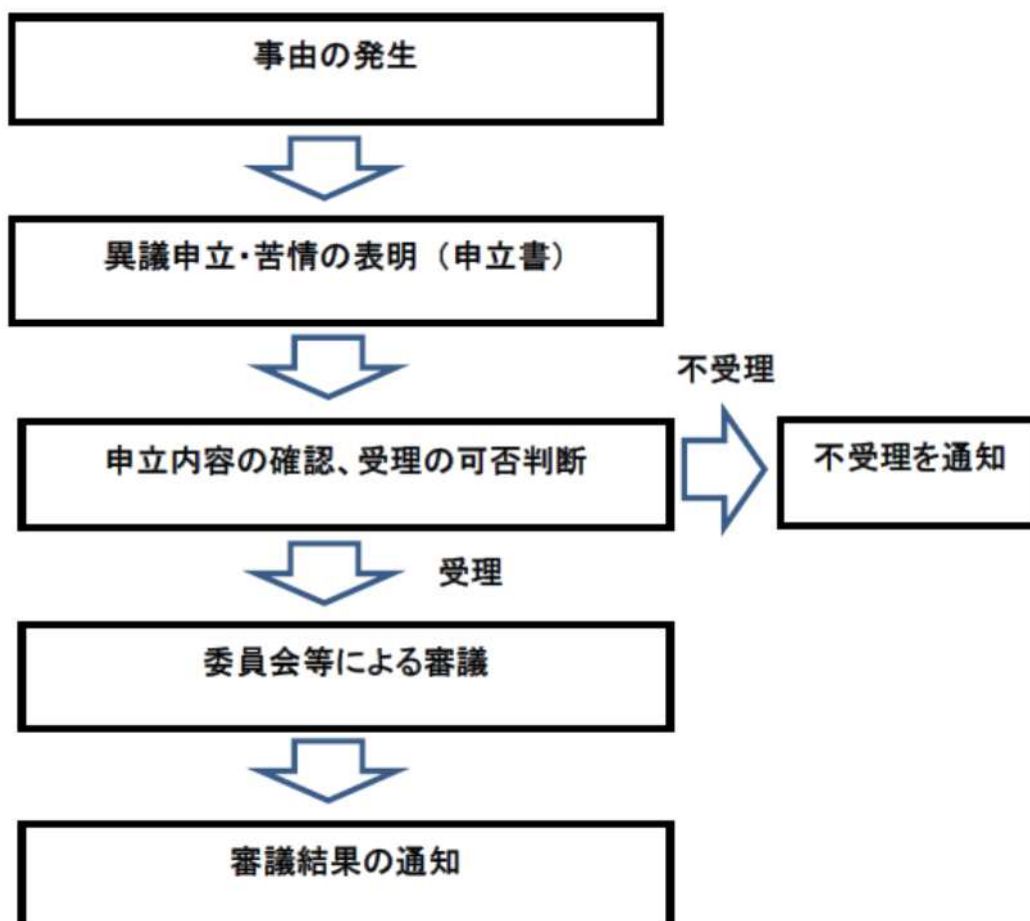 事由の発生
異議申立・苦情の表明（申立書）
不受理
申立内容の確認、受理の可否判断
不受理を通知
受理
委員会等による審議
審議結果の通知